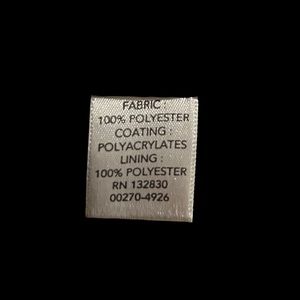 FABRIC :
100% POLYESTER
COATING :
POLYACRYLATES
LINING :
100% POLYESTER
RN 132830
00270-4926